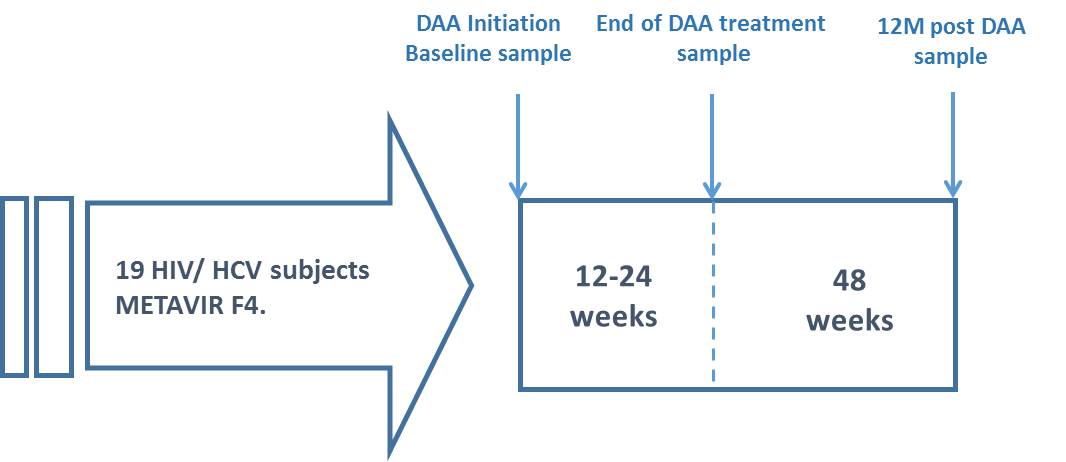 DAA Initiation
Baseline sample
End of DAA treatment
sample
12M post DAA
sample
19 HIV/ HCV subjects
METAVIR F4.
12-24
weeks
48
weeks